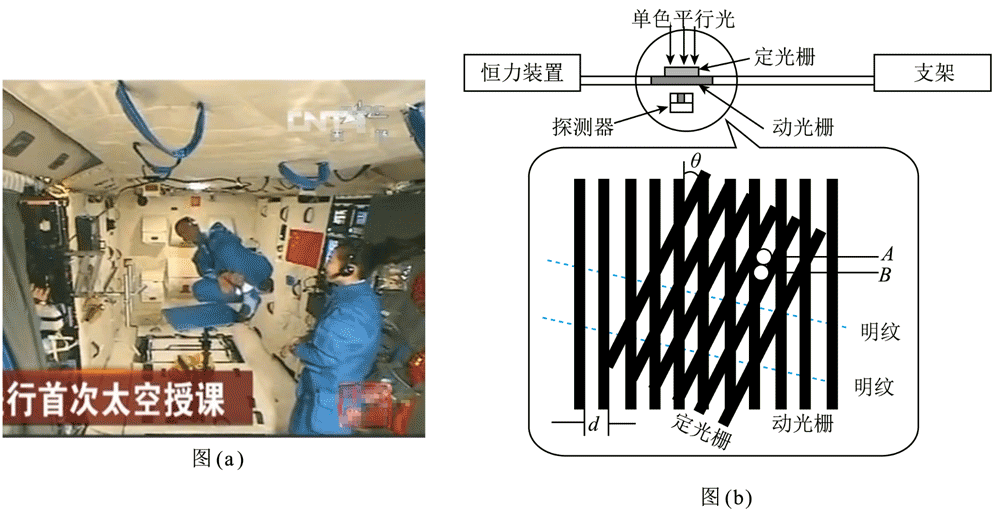 CNTV
行首次太空授课
图(a)
单色平行光
定光栅
恒力装置
支架
探测器
动光栅
θ
A
B
明纹
明纹
d
定光栅
动光栅
图(b)